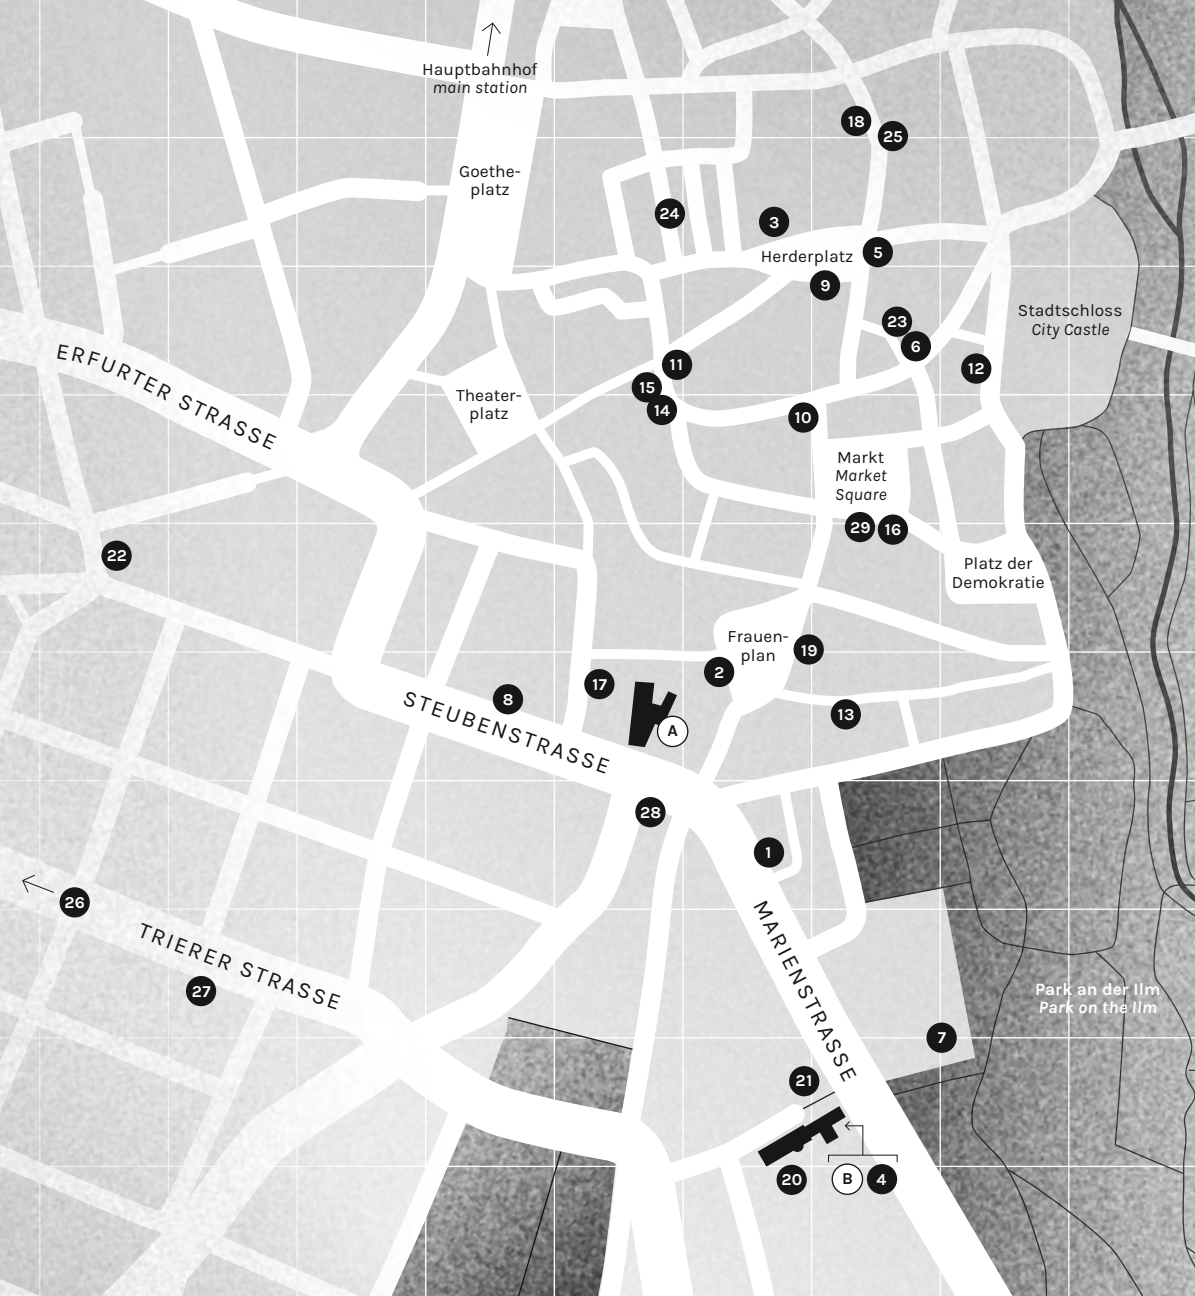 Hauptbahnhof
main station
18
25
Goethe-
platz
24
3
Herderplatz
5
9
Stadtschloss
City Castle
23
6
ERFURTER STRASSE
11
12
15
14
Theater-
platz
10
Markt
Market
Square
29
16
22
Platz der
Demokratie
Frauen-
plan
19
2
17
8
STEUBENSTRASSE
13
A
28
1
26
TRIERER STRASSE
27
MARIENSTRASSE
Park an der Ilm
Park on the Ilm
7
21
20
B
4